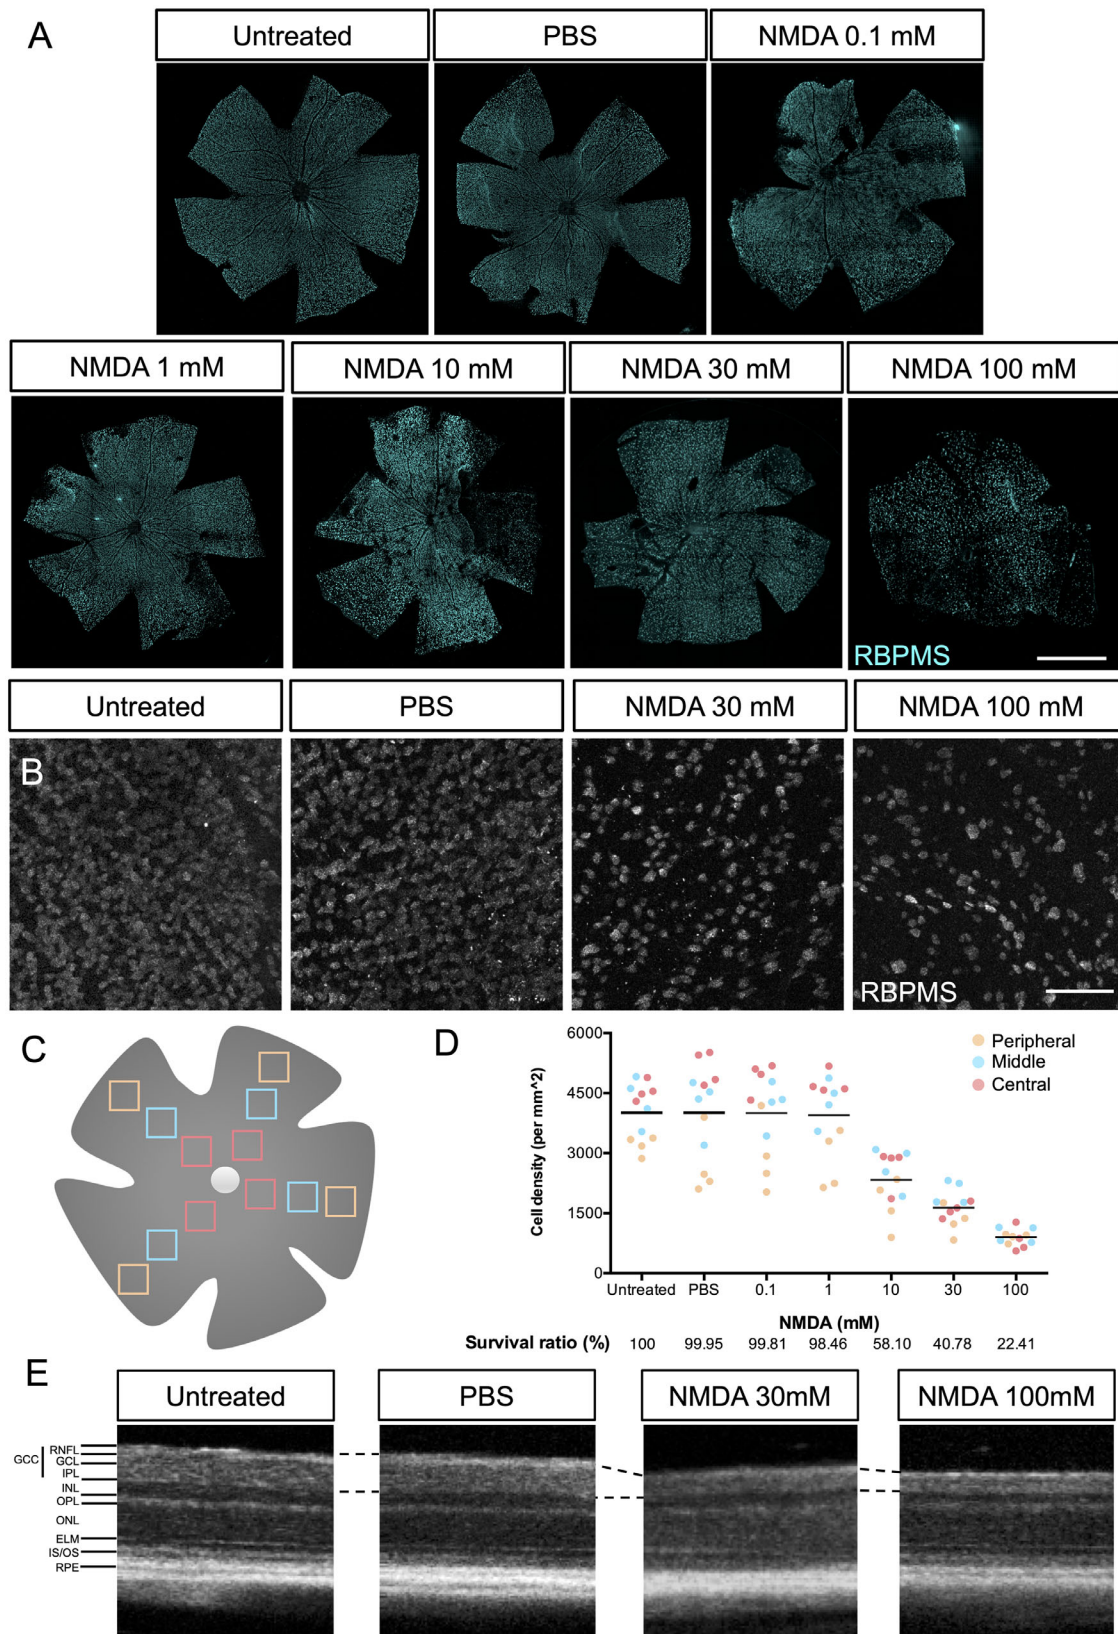 A
Untreated
PBS
NMDA 0.1 mM
NMDA 1 mM
NMDA 10 mM
NMDA 30 mM
NMDA 100 mM
RBPMS
Untreated
PBS
NMDA 30 mM
NMDA 100 mM
B
RBPMS
C
D
6000
4500
3000
1500
0
Cell density (per mm^2)
Peripheral
Middle
Central
Untreated PBS 0.1 1 10 30 100
NMDA (mM)
Survival ratio (%) 100 99.95 99.81 98.46 58.10 40.78 22.41
E
Untreated
PBS
NMDA 30mM
NMDA 100mM
GCC
RNFL
GCL
IPL
INL
OPL
ONL
ELM
IS/OS
RPE